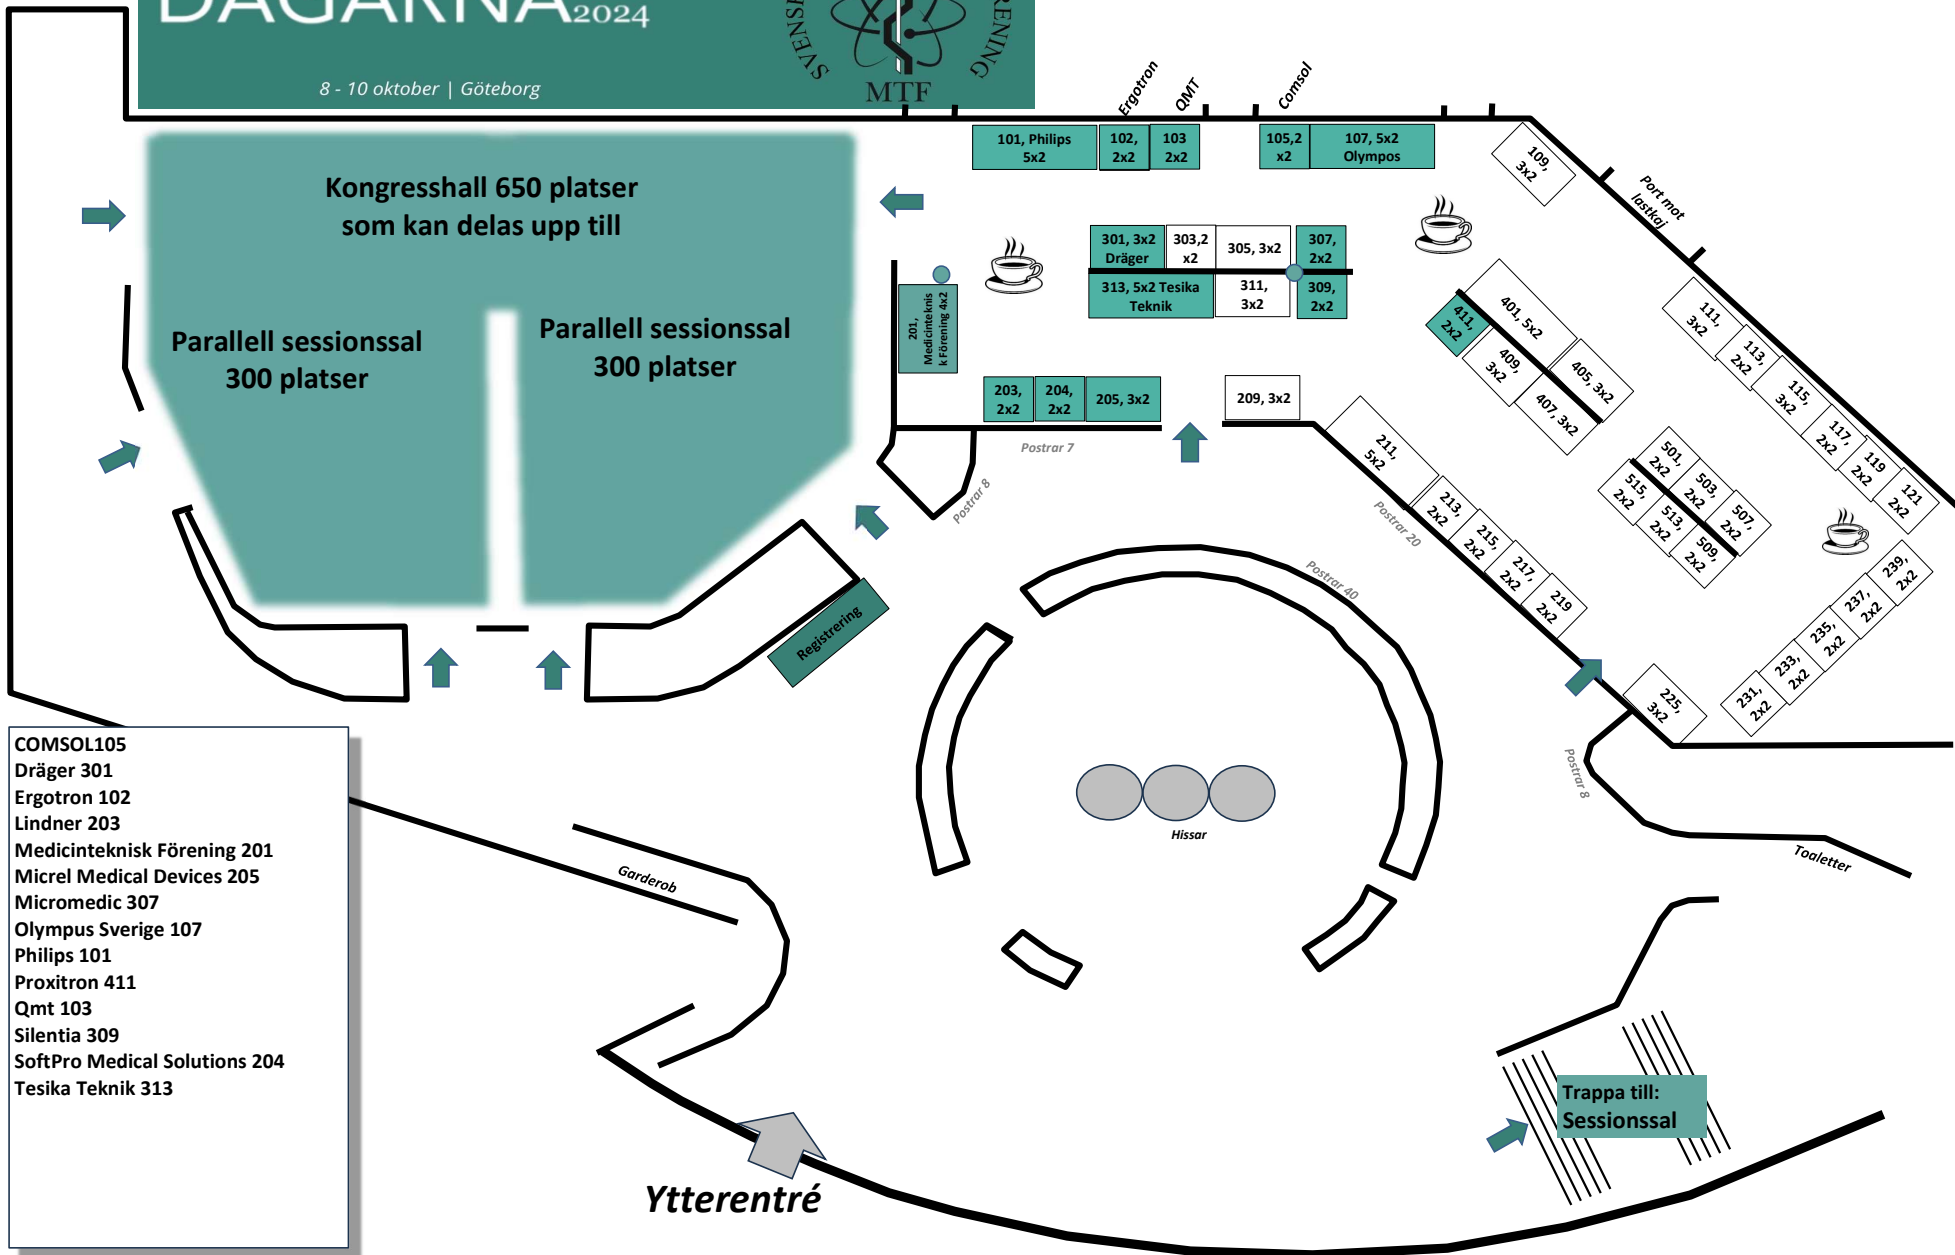 DAGARNA2024
8 - 10 oktober | Göteborg
MTF
Ergotron
QMT
Comsol
101, Philips
5x2
102,
2x2
103
2x2
105,2
x2
107, 5x2
Olympos
109,
3x2
Port mot
lastkaj
Kongresshall 650 platser
som kan delas upp till
Parallell sessionssal
300 platser
Parallell sessionssal
300 platser
301, 3x2
Dräger
303,2
x2
305, 3x2
307,
2x2
313, 5x2 Tesika
Teknik
311,
3x2
309,
2x2
201,
Medicinteknis
k Förening 4x2
203,
2x2
204,
2x2
205, 3x2
209, 3x2
Postrar 7
Postrar 8
401, 5x2
411,
2x2
409,
3x2
405, 3x2
407, 3x2
111,
3x2
113,
2x2
115,
3x2
117,
2x2
119
2x2
121
2x2
211,
5x2
213,
2x2
215,
2x2
217,
2x2
219
2x2
Postrar 20
Postrar 40
501,
2x2
503,
2x2
507,
2x2
515,
2x2
513,
2x2
509,
2x2
239,
2x2
237,
2x2
235,
2x2
233,
2x2
231,
2x2
225,
3x2
Registrering
Postrar 8
Hissar
Toaletter
Garderob
COMSOL105
Dräger 301
Ergotron 102
Lindner 203
Medicinteknisk Förening 201
Micrel Medical Devices 205
Micromedic 307
Olympus Sverige 107
Philips 101
Proxitron 411
Qmt 103
Silentia 309
SoftPro Medical Solutions 204
Tesika Teknik 313
Trappa till:
Sessionssal
Ytterentré